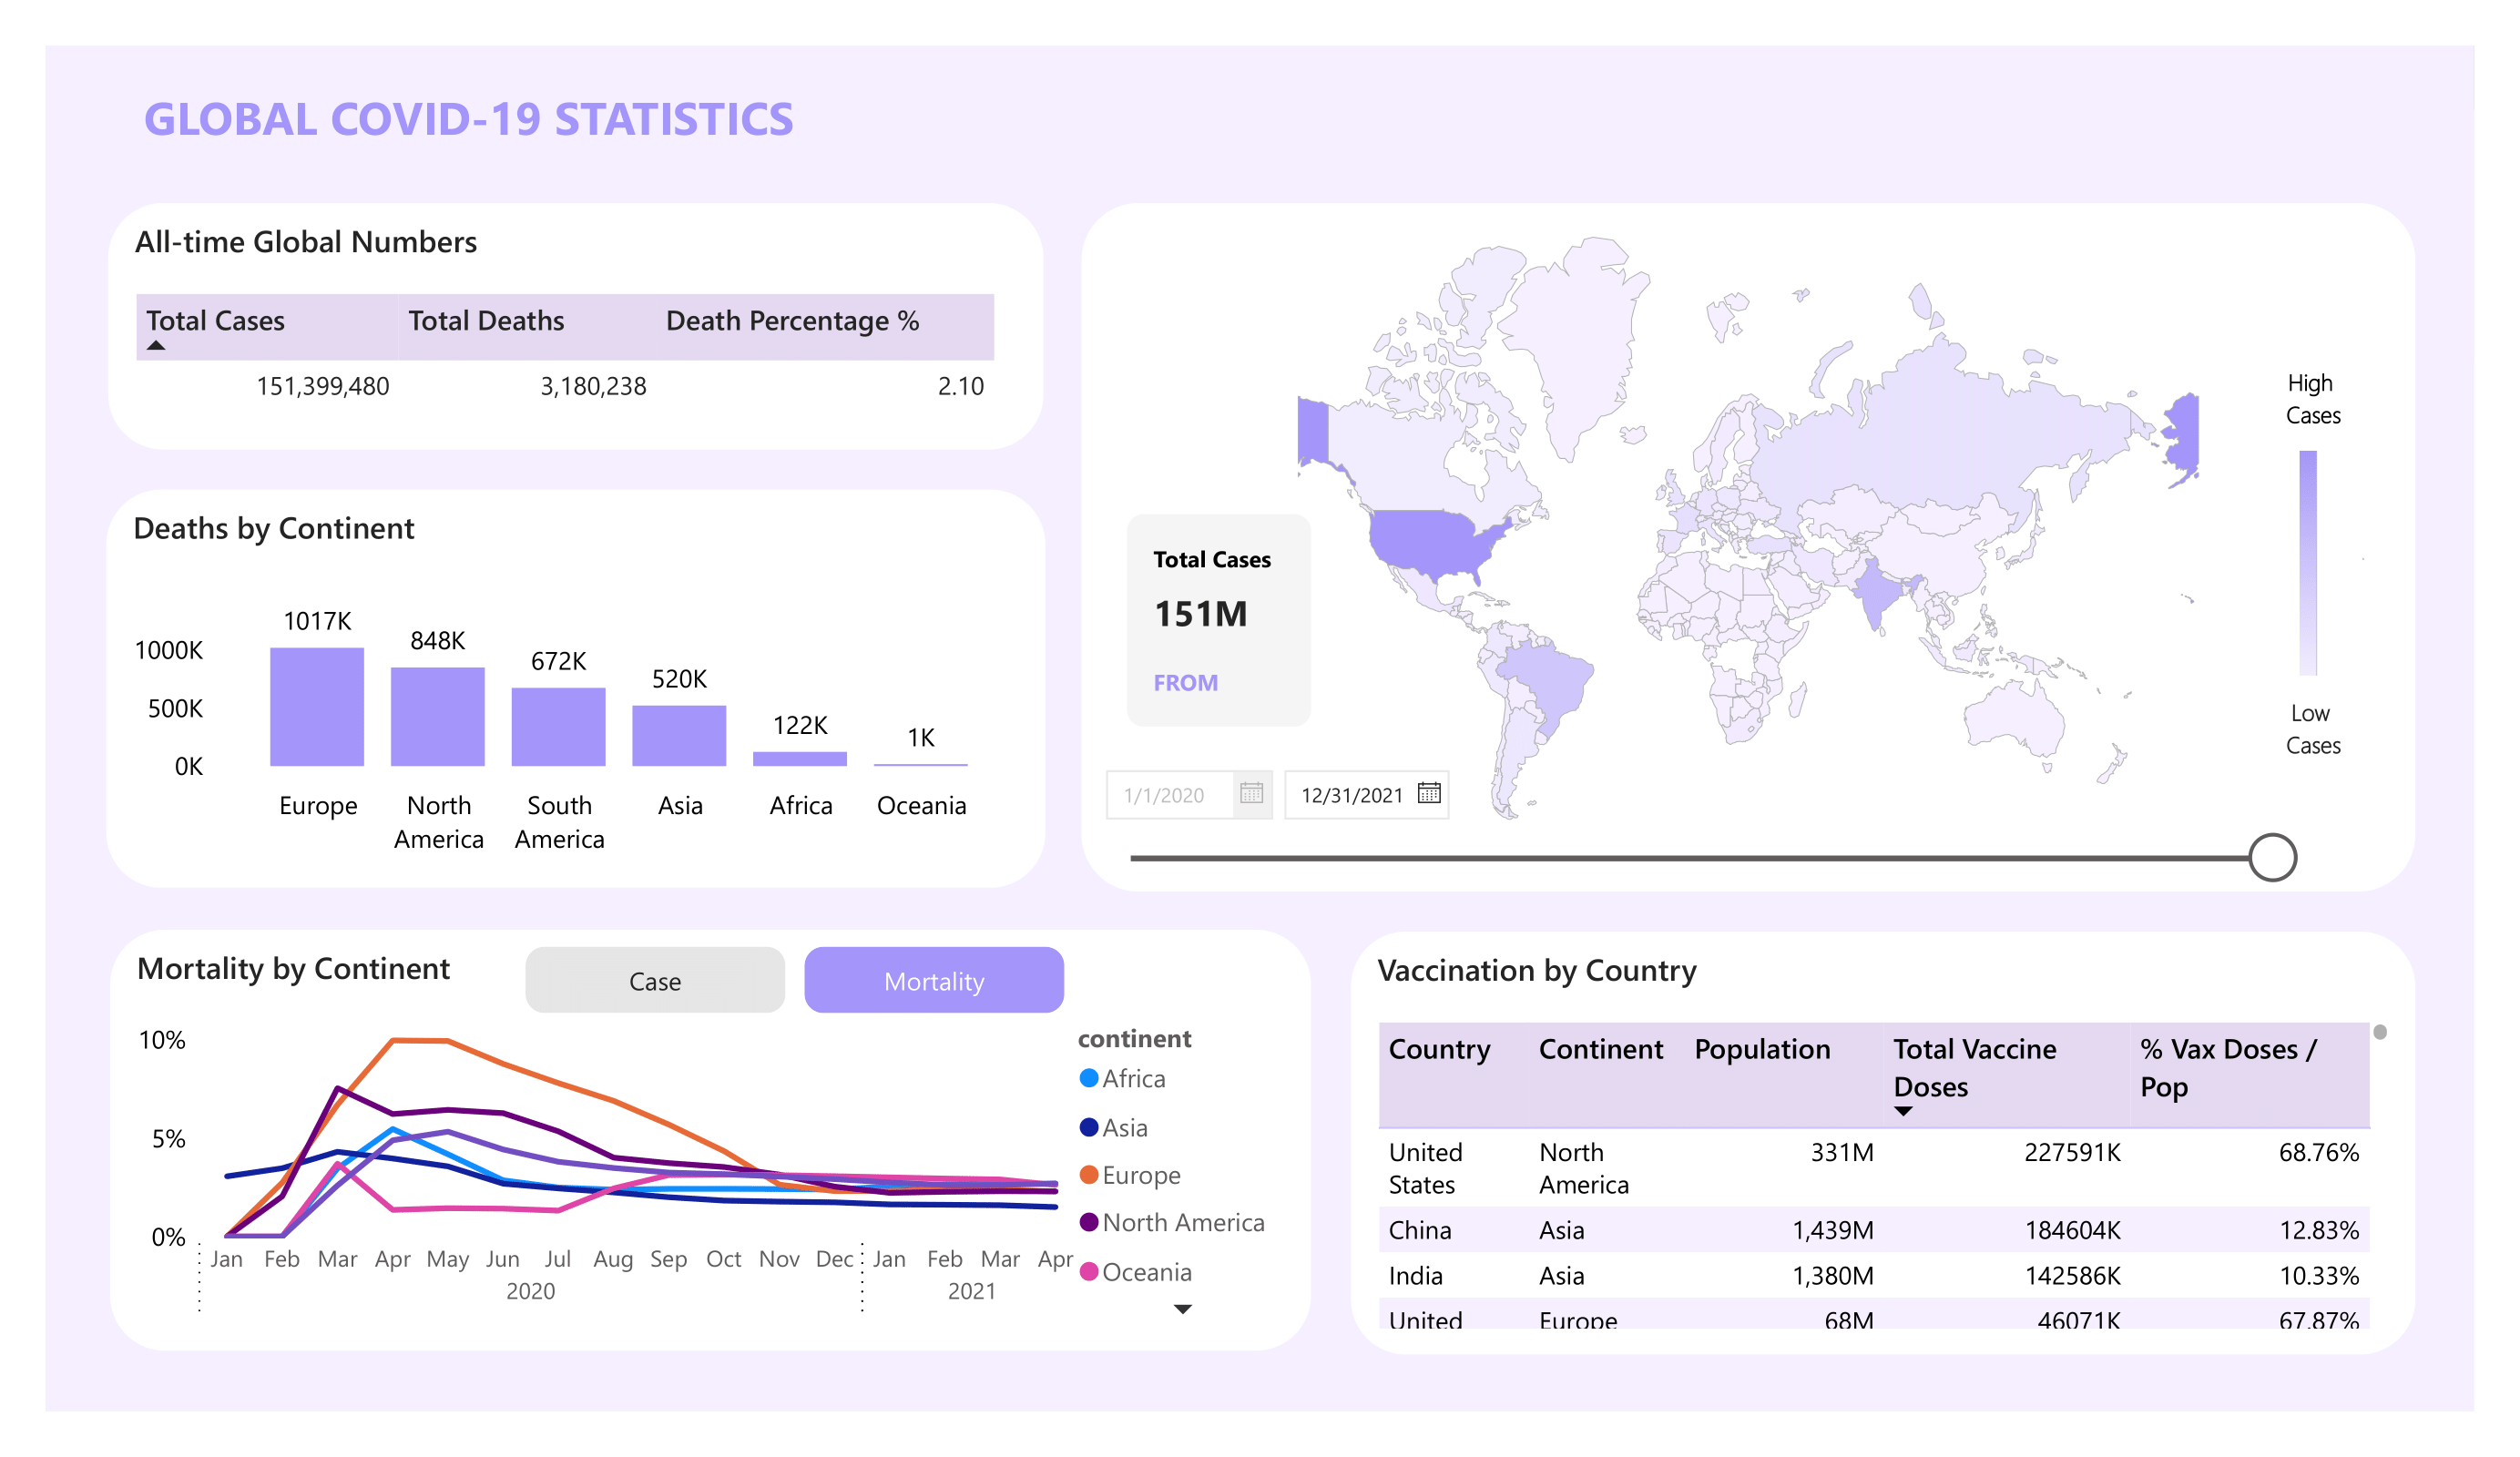 GLOBAL COVID-19 STATISTICS
All-time Global Numbers
Total Cases Total Deaths Death Percentage %
151,399,480 3,180,238 2.10
Deaths by Continent
1000K
500K
0K
1017K
848K
672K
520K
122K
1K
Europe North South Asia Africa Oceania
America America
High
Cases
Low
Cases
Total Cases
151M
FROM
1/1/2020 12/31/2021
Mortality by Continent
Case Mortality
10%
5%
0%
Jan Feb Mar Apr May Jun Jul Aug Sep Oct Nov Dec Jan Feb Mar Apr
2020 2021
continent
Africa
Asia
Europe
North America
Oceania
Vaccination by Country
Country Continent Population Total Vaccine % Vax Doses /
Doses Pop
United North 331M 227591K 68.76%
States America
China Asia 1,439M 184604K 12.83%
India Asia 1,380M 142586K 10.33%
United Europe 68M 46071K 67.87%